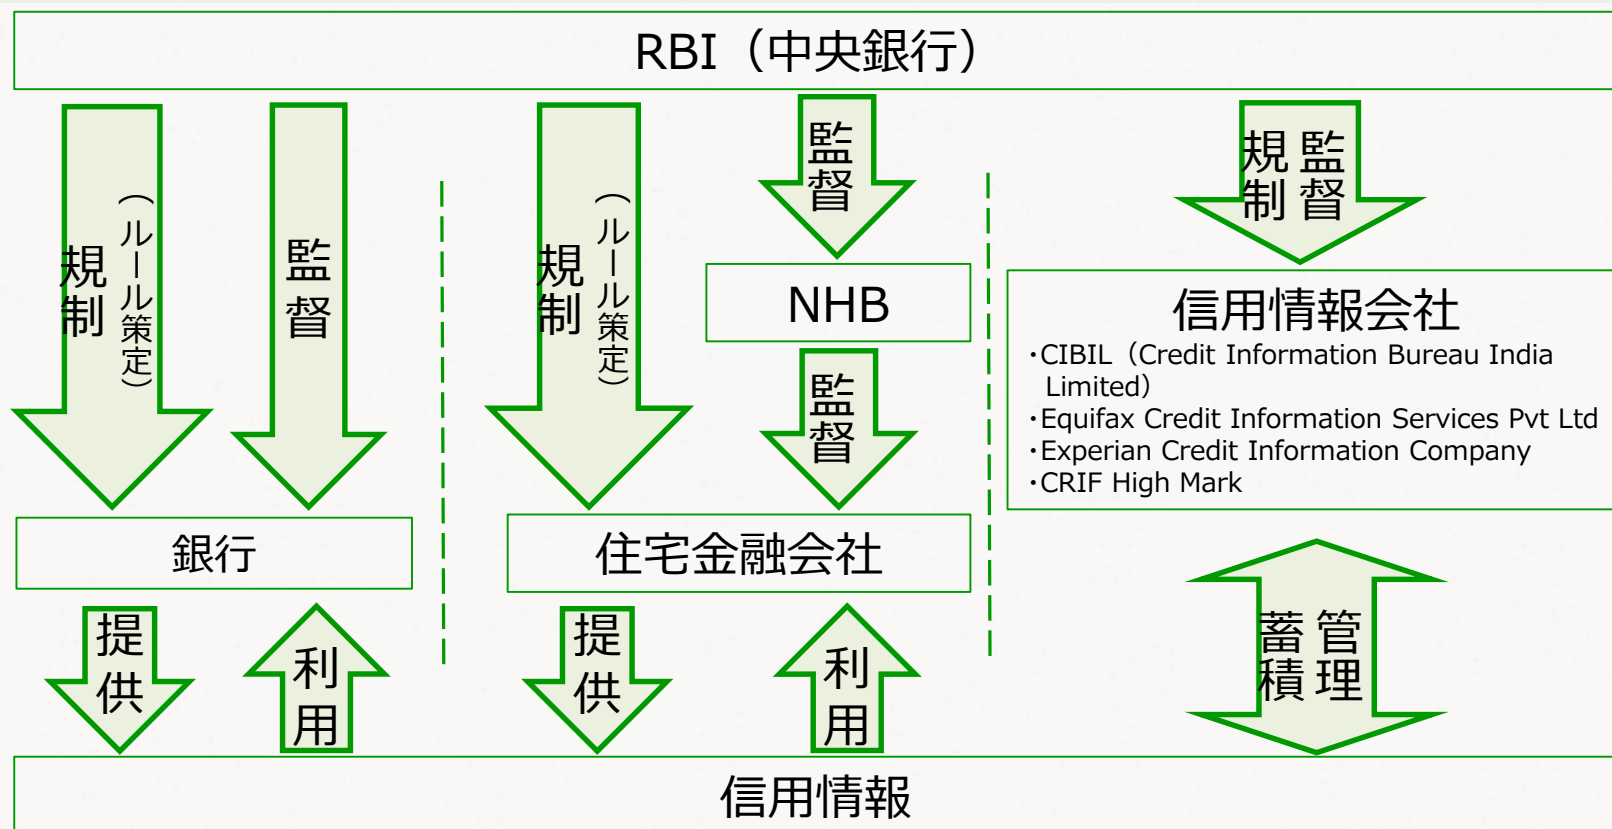 RBI（中央銀行）
規制
（ルール策定）
監督
規制
（ルール策定）
監督
NHB
監督
監督
規制
信用情報会社
・CIBIL（Credit Information Bureau India
Limited）
・Equifax Credit Information Services Pvt Ltd
・Experian Credit Information Company
・CRIF High Mark
銀行
住宅金融会社
提供
利用
提供
利用
管理
蓄積
信用情報